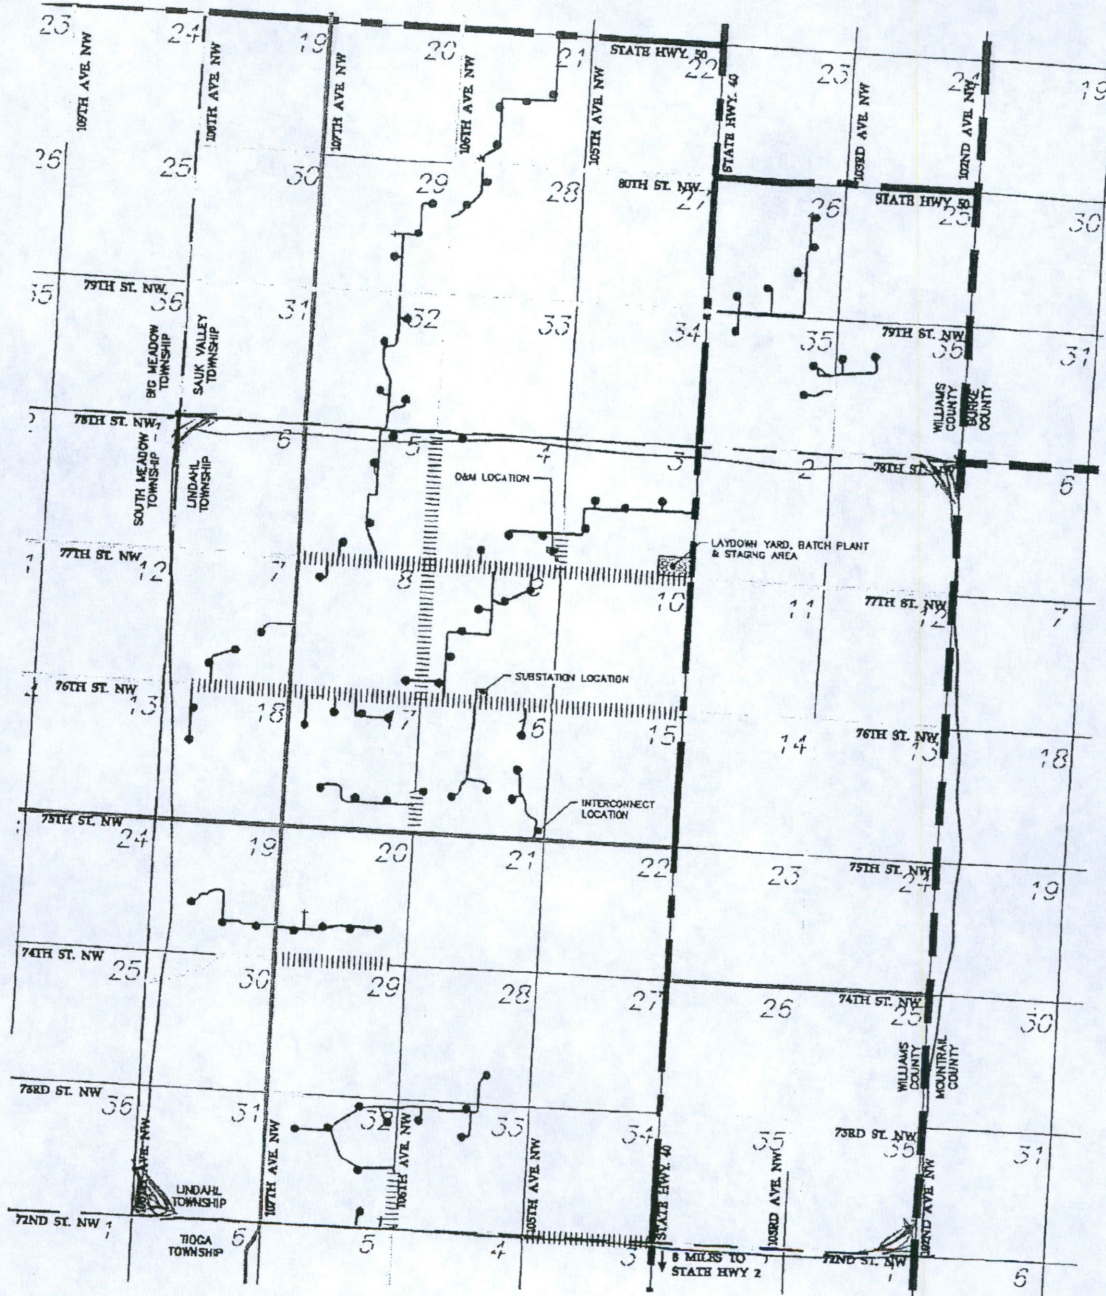 23
24
19
20
21
STATE HWY. 50
22
23
24
19
109TH AVE. NW
108TH AVE. NW
107TH AVE. NW
106TH AVE. NW
105TH AVE. NW
STATE HWY. 40
103RD AVE. NW
102ND AVE. NW
26
25
30
29
28
80TH ST. NW
27
26
STATE HWY. 50
25
30
79TH ST. NW
36
31
32
33
34
35
79TH ST. NW
36
31
BIG MEADOW
TOWNSHIP
SAUK VALLEY
TOWNSHIP
WILLIAMS
COUNTY
BURKE
COUNTY
78TH ST. NW
6
5
4
3
2
78TH ST. NW
6
SOUTH MEADOW
TOWNSHIP
LINDAHL
TOWNSHIP
O&M LOCATION
LAYDOWN YARD, BATCH PLANT
& STAGING AREA
77TH ST. NW
12
7
8
9
10
11
77TH ST. NW
12
7
76TH ST. NW
13
18
17
SUBSTATION LOCATION
16
15
14
76TH ST. NW
13
18
INTERCONNECT
LOCATION
75TH ST. NW
24
19
20
21
22
23
75TH ST. NW
24
19
74TH ST. NW
25
30
29
28
27
26
74TH ST. NW
25
30
WILLIAMS
COUNTY
MOUNTRAIL
COUNTY
73RD ST. NW
36
31
32
33
34
35
73RD ST. NW
36
31
107TH AVE. NW
106TH AVE. NW
105TH AVE. NW
STATE HWY. 40
103RD AVE. NW
102ND AVE. NW
LINDAHL
TOWNSHIP
72ND ST. NW
1
TIOGA
TOWNSHIP
6
5
4
3
8 MILES TO
STATE HWY 2
72ND ST. NW
1
6